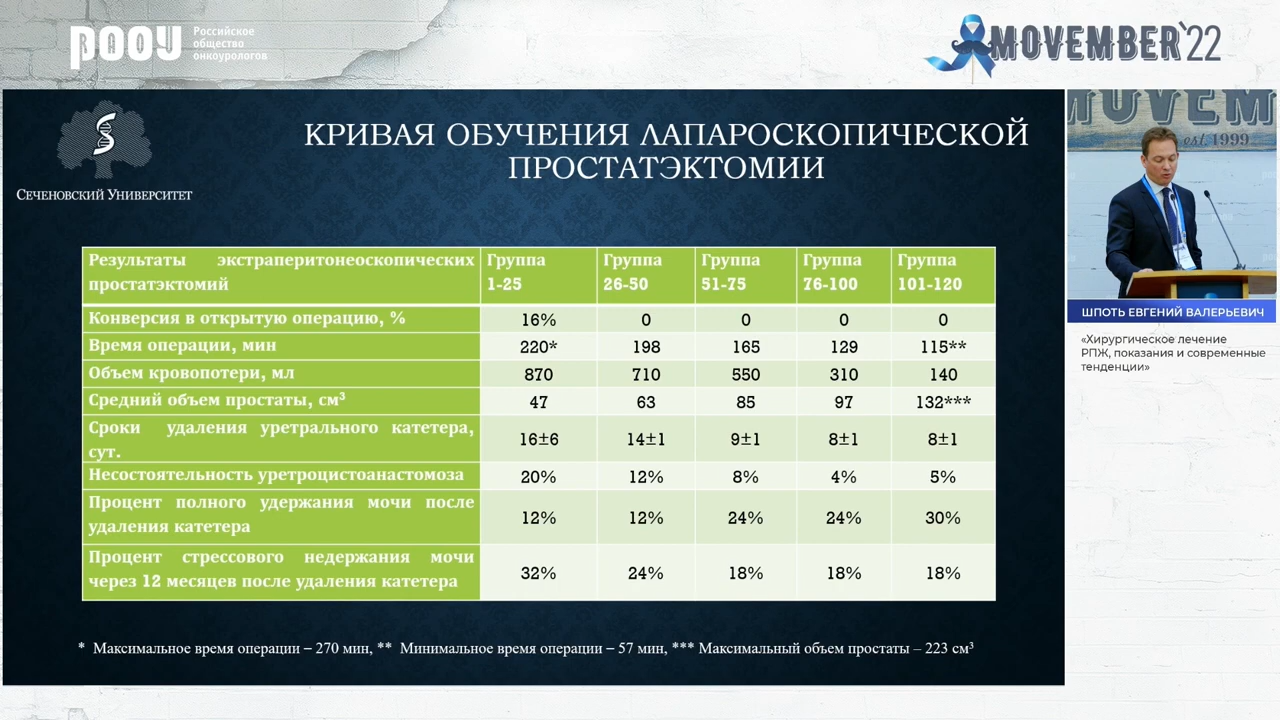 РООУ
Российское
общество
онкоурологов
MOVEMBER'22
Сеченовский Университет
КРИВАЯ ОБУЧЕНИЯ ЛАПАРОСКОПИЧЕСКОЙ
ПРОСТАТЭКТОМИИ
Результаты экстраперитонеоскопических простатэктомий | Группа 1-25 | Группа 26-50 | Группа 51-75 | Группа 76-100 | Группа 101-120
Конверсия в открытую операцию, % | 16% | 0 | 0 | 0 | 0
Время операции, мин | 220* | 198 | 165 | 129 | 115**
Объем кровопотери, мл | 870 | 710 | 550 | 310 | 140
Средний объем простаты, см³ | 47 | 63 | 85 | 97 | 132***
Сроки удаления уретрального катетера, сут. | 16±6 | 14±1 | 9±1 | 8±1 | 8±1
Несостоятельность уретроцистоанастомоза | 20% | 12% | 8% | 4% | 5%
Процент полного удержания мочи после удаления катетера | 12% | 12% | 24% | 24% | 30%
Процент стрессового недержания мочи через 12 месяцев после удаления катетера | 32% | 24% | 18% | 18% | 18%
* Максимальное время операции – 270 мин, ** Минимальное время операции – 57 мин, *** Максимальный объем простаты – 223 см³
MOVEM
est. 1999
ШПОТЬ ЕВГЕНИЙ ВАЛЕРЬЕВИЧ
«Хирургическое лечение
РПЖ, показания и современные
тенденции»